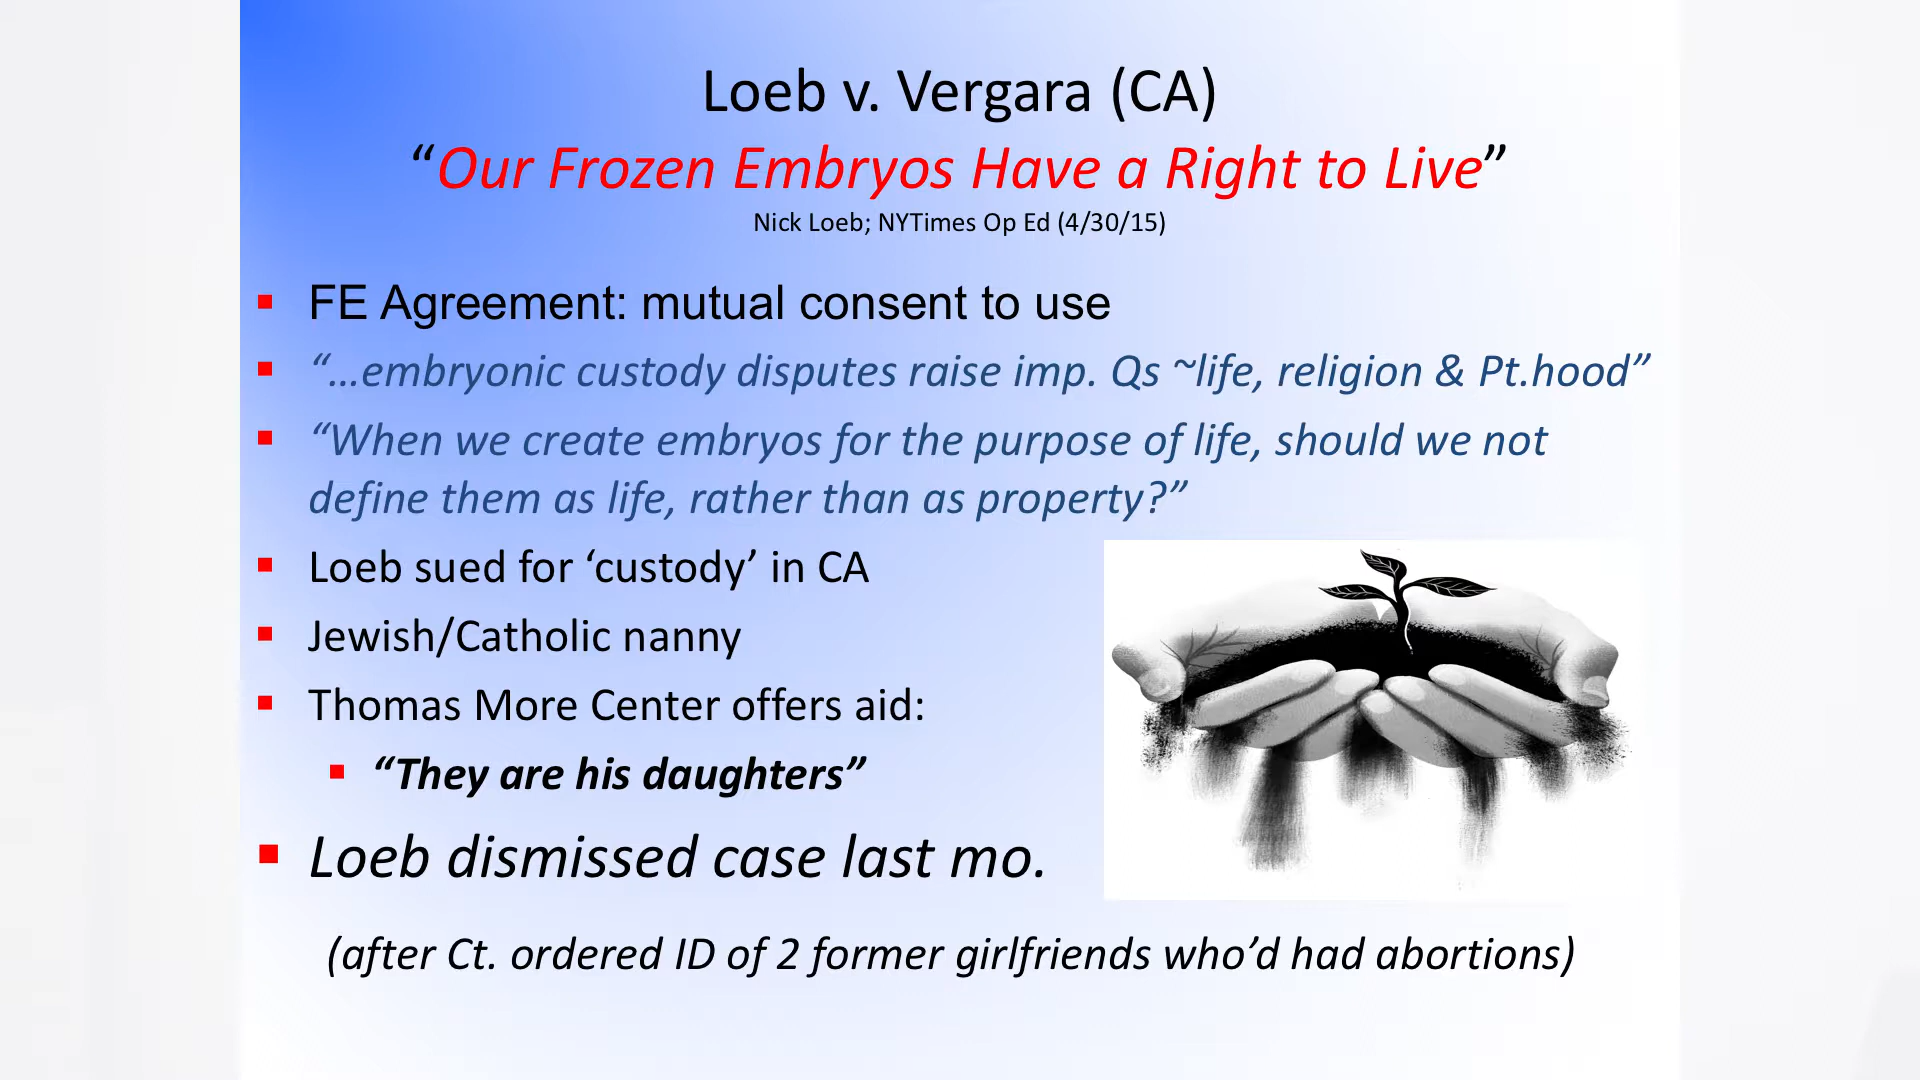 Loeb v. Vergara (CA)
“Our Frozen Embryos Have a Right to Live”
Nick Loeb; NYTimes Op Ed (4/30/15)
▪ FE Agreement: mutual consent to use
▪ “…embryonic custody disputes raise imp. Qs ~life, religion & Pt.hood”
▪ “When we create embryos for the purpose of life, should we not
define them as life, rather than as property?”
▪ Loeb sued for ‘custody’ in CA
▪ Jewish/Catholic nanny
▪ Thomas More Center offers aid:
▪ “They are his daughters”
▪ Loeb dismissed case last mo.
(after Ct. ordered ID of 2 former girlfriends who’d had abortions)